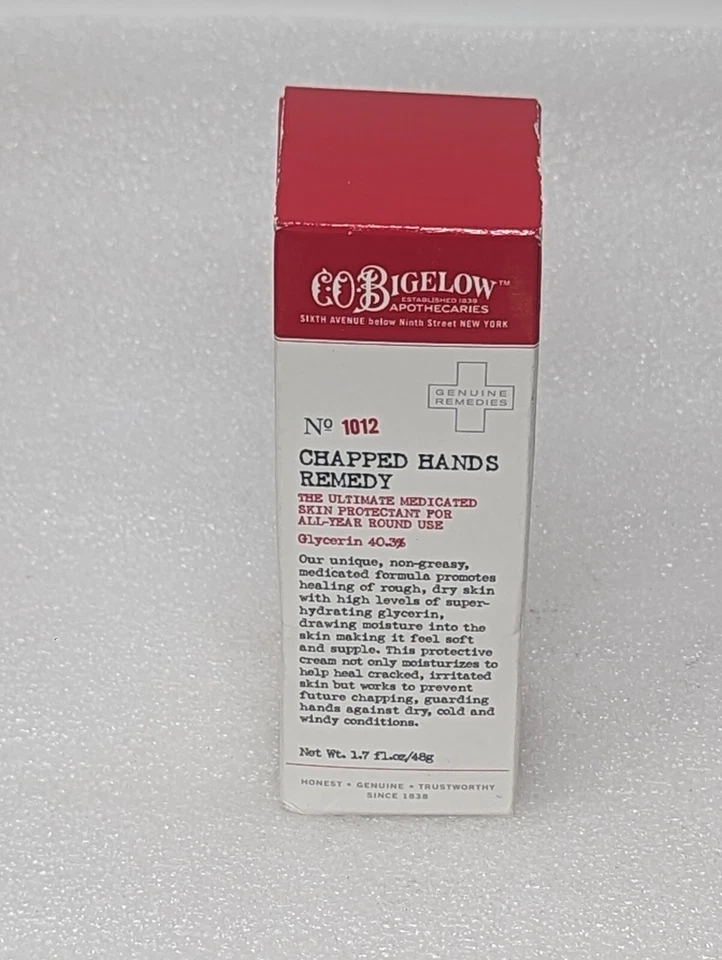 C.O. BIGELOW™
ESTABLISHED 1838
APOTHECARIES
SIXTH AVENUE below Ninth Street NEW YORK
GENUINE
REMEDIES
Nº 1012
CHAPPED HANDS
REMEDY
THE ULTIMATE MEDICATED
SKIN PROTECTANT FOR
ALL-YEAR ROUND USE
Glycerin 40.3%
Our unique, non-greasy,
medicated formula promotes
healing of rough, dry skin
with high levels of super-
hydrating glycerin,
drawing moisture into the
skin making it feel soft
and supple. This protective
cream not only moisturizes to
help heal cracked, irritated
skin but works to prevent
future chapping, guarding
hands against dry, cold and
windy conditions.
Net Wt. 1.7 fl.oz/48g
HONEST • GENUINE • TRUSTWORTHY
SINCE 1838